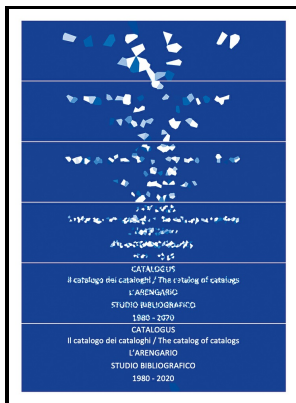 CATALOGUS
Il catalogo dei cataloghi / The catalog of catalogs
L'ARENGARIO
STUDIO BIBLIOGRAFICO
1980 - 2020
CATALOGUS
Il catalogo dei cataloghi / The catalog of catalogs
L'ARENGARIO
STUDIO BIBLIOGRAFICO
1980 - 2020